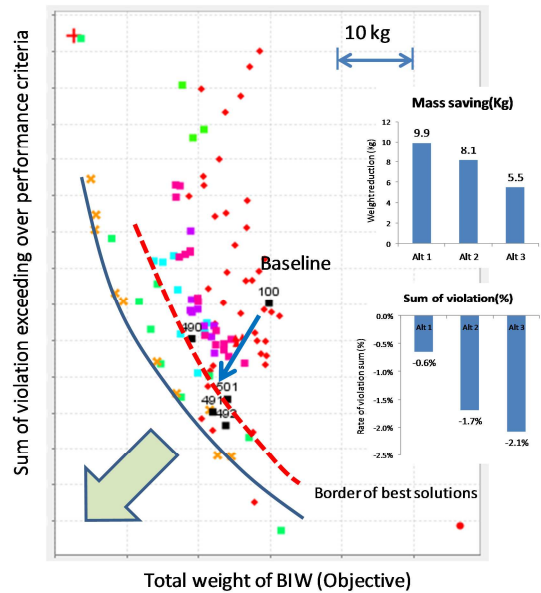 Sum of violation exceeding over performance criteria
10 kg
Mass saving(Kg)
Weight reduction (kg)
12
10
8
6
4
2
0
9.9
8.1
5.5
Alt 1
Alt 2
Alt 3
Baseline
100
490
501
491
492
Sum of violation(%)
Rate of violation sum (%)
0.0%
-0.5%
-1.0%
-1.5%
-2.0%
-2.5%
Alt 1
Alt 2
Alt 3
-0.6%
-1.7%
-2.1%
Border of best solutions
Total weight of BIW (Objective)